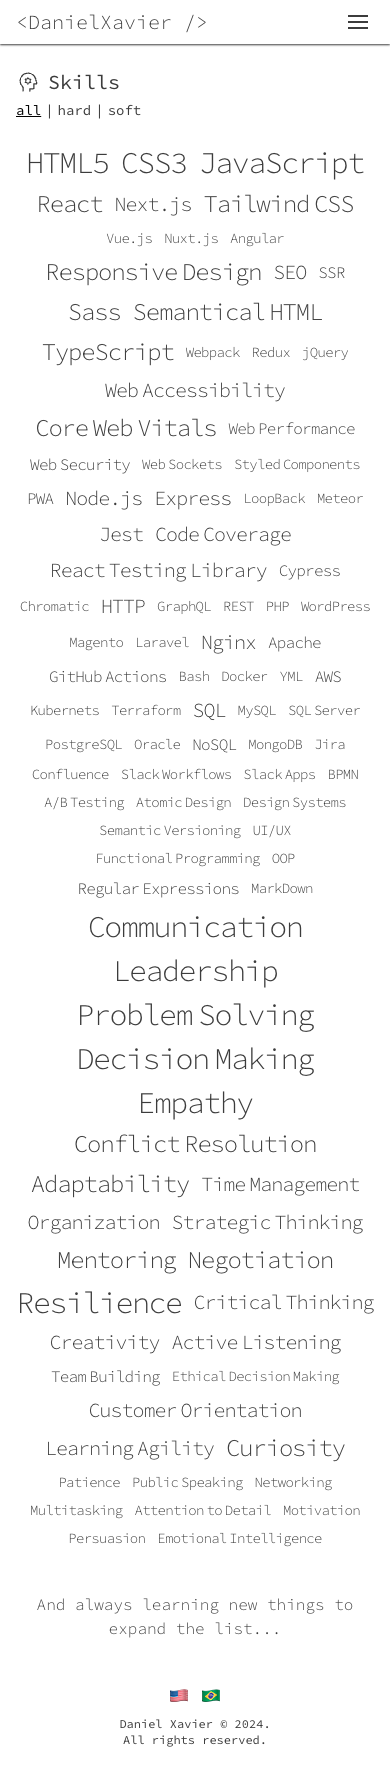 <DanielXavier />
Skills
all | hard | soft
HTML5 CSS3 JavaScript
React Next.js Tailwind CSS
Vue.js Nuxt.js Angular
Responsive Design SEO SSR
Sass Semantical HTML
TypeScript Webpack Redux jQuery
Web Accessibility
Core Web Vitals Web Performance
Web Security Web Sockets Styled Components
PWA Node.js Express LoopBack Meteor
Jest Code Coverage
React Testing Library Cypress
Chromatic HTTP GraphQL REST PHP WordPress
Magento Laravel Nginx Apache
GitHub Actions Bash Docker YML AWS
Kubernets Terraform SQL MySQL SQL Server
PostgreSQL Oracle NoSQL MongoDB Jira
Confluence Slack Workflows Slack Apps BPMN
A/B Testing Atomic Design Design Systems
Semantic Versioning UI/UX
Functional Programming OOP
Regular Expressions MarkDown
Communication
Leadership
Problem Solving
Decision Making
Empathy
Conflict Resolution
Adaptability Time Management
Organization Strategic Thinking
Mentoring Negotiation
Resilience Critical Thinking
Creativity Active Listening
Team Building Ethical Decision Making
Customer Orientation
Learning Agility Curiosity
Patience Public Speaking Networking
Multitasking Attention to Detail Motivation
Persuasion Emotional Intelligence
And always learning new things to
expand the list...
Daniel Xavier © 2024.
All rights reserved.